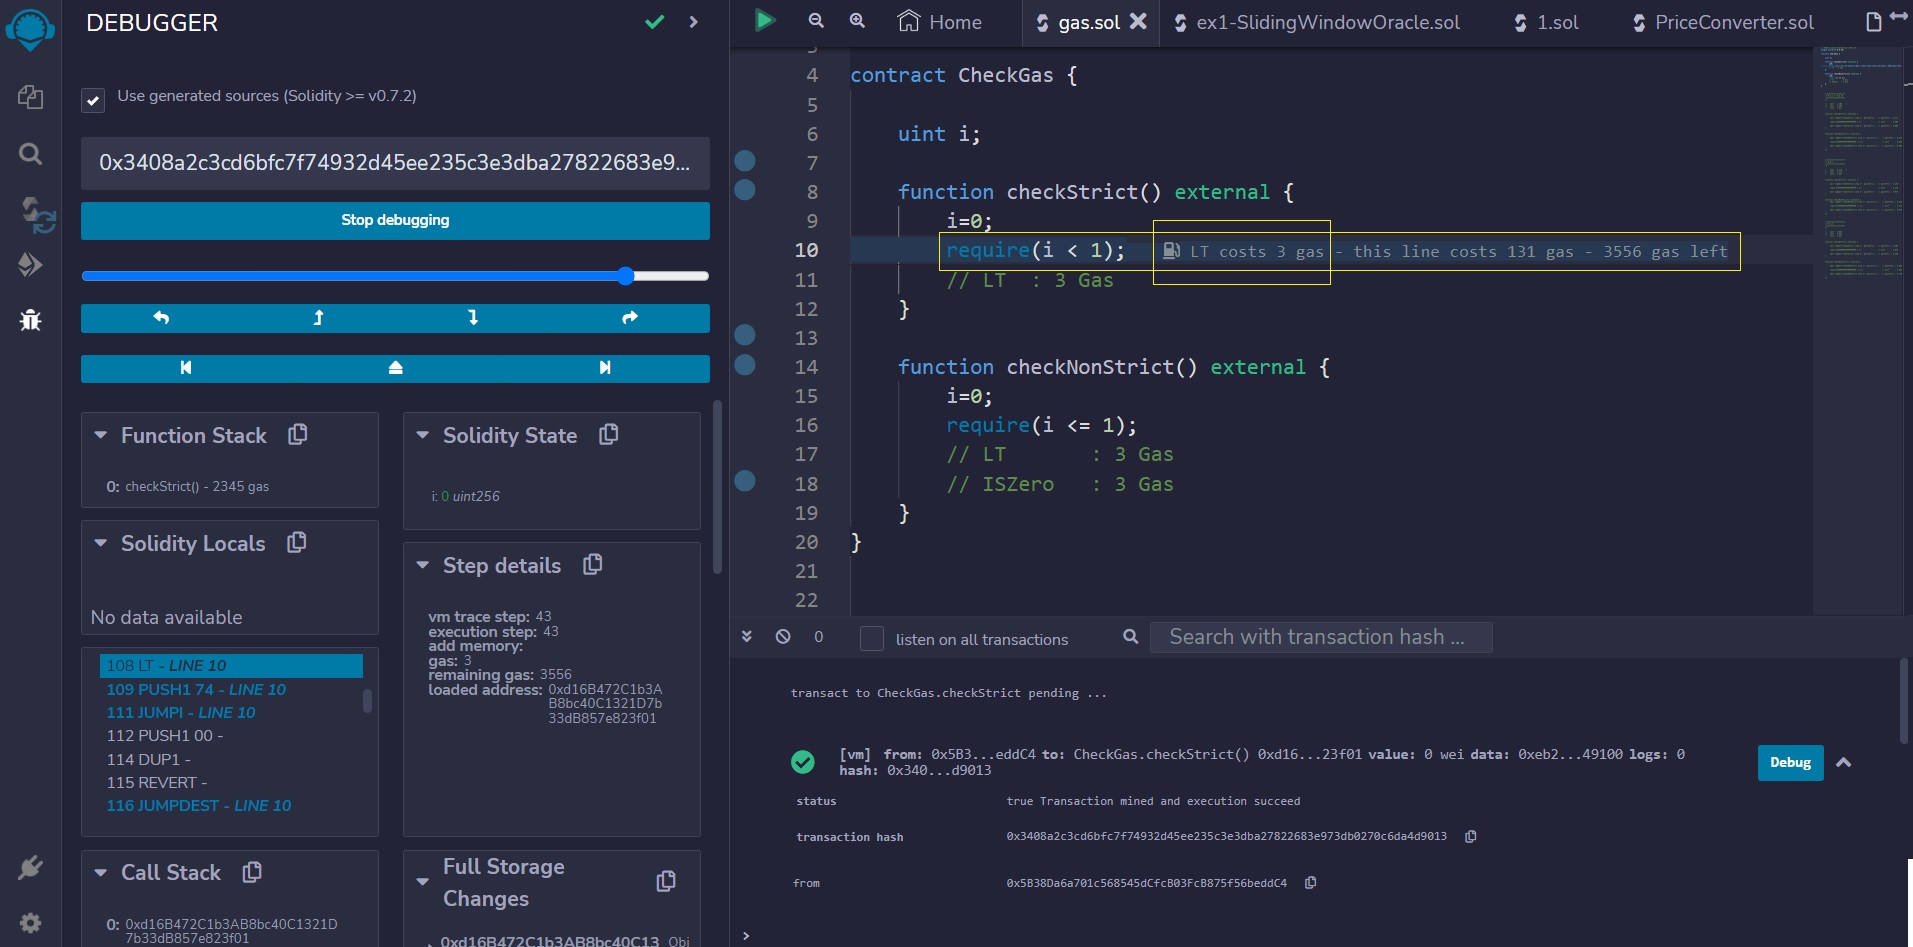 DEBUGGER
Use generated sources (Solidity >= v0.7.2)
0x3408a2c3cd6bfc7f74932d45ee235c3e3dba27822683e9...
Stop debugging
Function Stack
0: checkStrict() - 2345 gas
Solidity Locals
No data available
108 LT - LINE 10
109 PUSH1 74 - LINE 10
111 JUMPI - LINE 10
112 PUSH1 00 -
114 DUP1 -
115 REVERT -
116 JUMPDEST - LINE 10
Call Stack
0: 0xd16B472C1b3AB8bc40C1321D
7b33dB857e823f01
Solidity State
i: 0 uint256
Step details
vm trace step: 43
execution step: 43
add memory:
gas: 3
remaining gas: 3556
loaded address: 0xd16B472C1b3A
B8bc40C1321D7b
33dB857e823f01
Full Storage
Changes
0xd16B472C1b3AB8bc40C13 Obj
Home
gas.sol
ex1-SlidingWindowOracle.sol
1.sol
PriceConverter.sol
3
4 contract CheckGas {
5
6 uint i;
7
8 function checkStrict() external {
9 i=0;
10 require(i < 1); LT costs 3 gas - this line costs 131 gas - 3556 gas left
11 // LT : 3 Gas
12 }
13
14 function checkNonStrict() external {
15 i=0;
16 require(i <= 1);
17 // LT : 3 Gas
18 // ISZero : 3 Gas
19 }
20 }
21
22
0 listen on all transactions Search with transaction hash ...
transact to CheckGas.checkStrict pending ...
[vm] from: 0x5B3...eddC4 to: CheckGas.checkStrict() 0xd16...23f01 value: 0 wei data: 0xeb2...49100 logs: 0
hash: 0x340...d9013
Debug
status true Transaction mined and execution succeed
transaction hash 0x3408a2c3cd6bfc7f74932d45ee235c3e3dba27822683e973db0270c6da4d9013
from 0x5B38Da6a701c568545dCfcB03FcB875f56beddC4
>